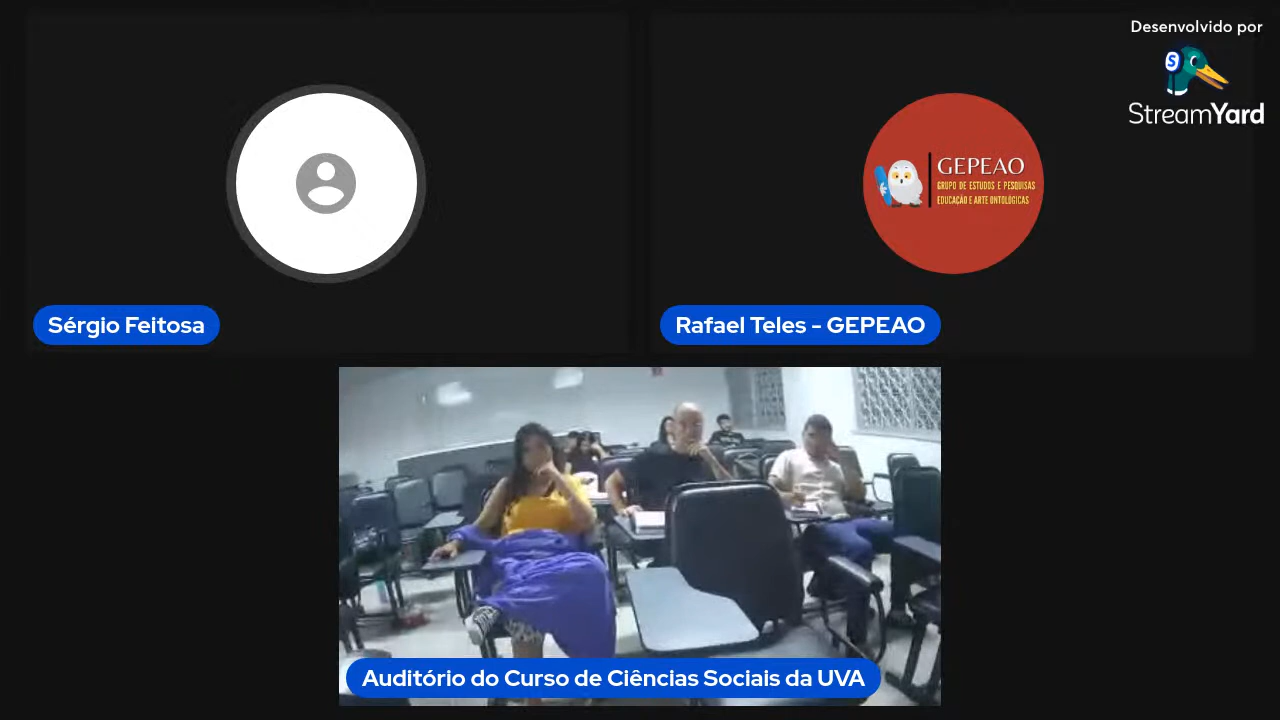 Desenvolvido por
S
StreamYard
GEPEAO
GRUPO DE ESTUDOS E PESQUISAS
EDUCAÇÃO E ARTE ONTOLÓGICAS
Sérgio Feitosa
Rafael Teles - GEPEAO
Auditório do Curso de Ciências Sociais da UVA